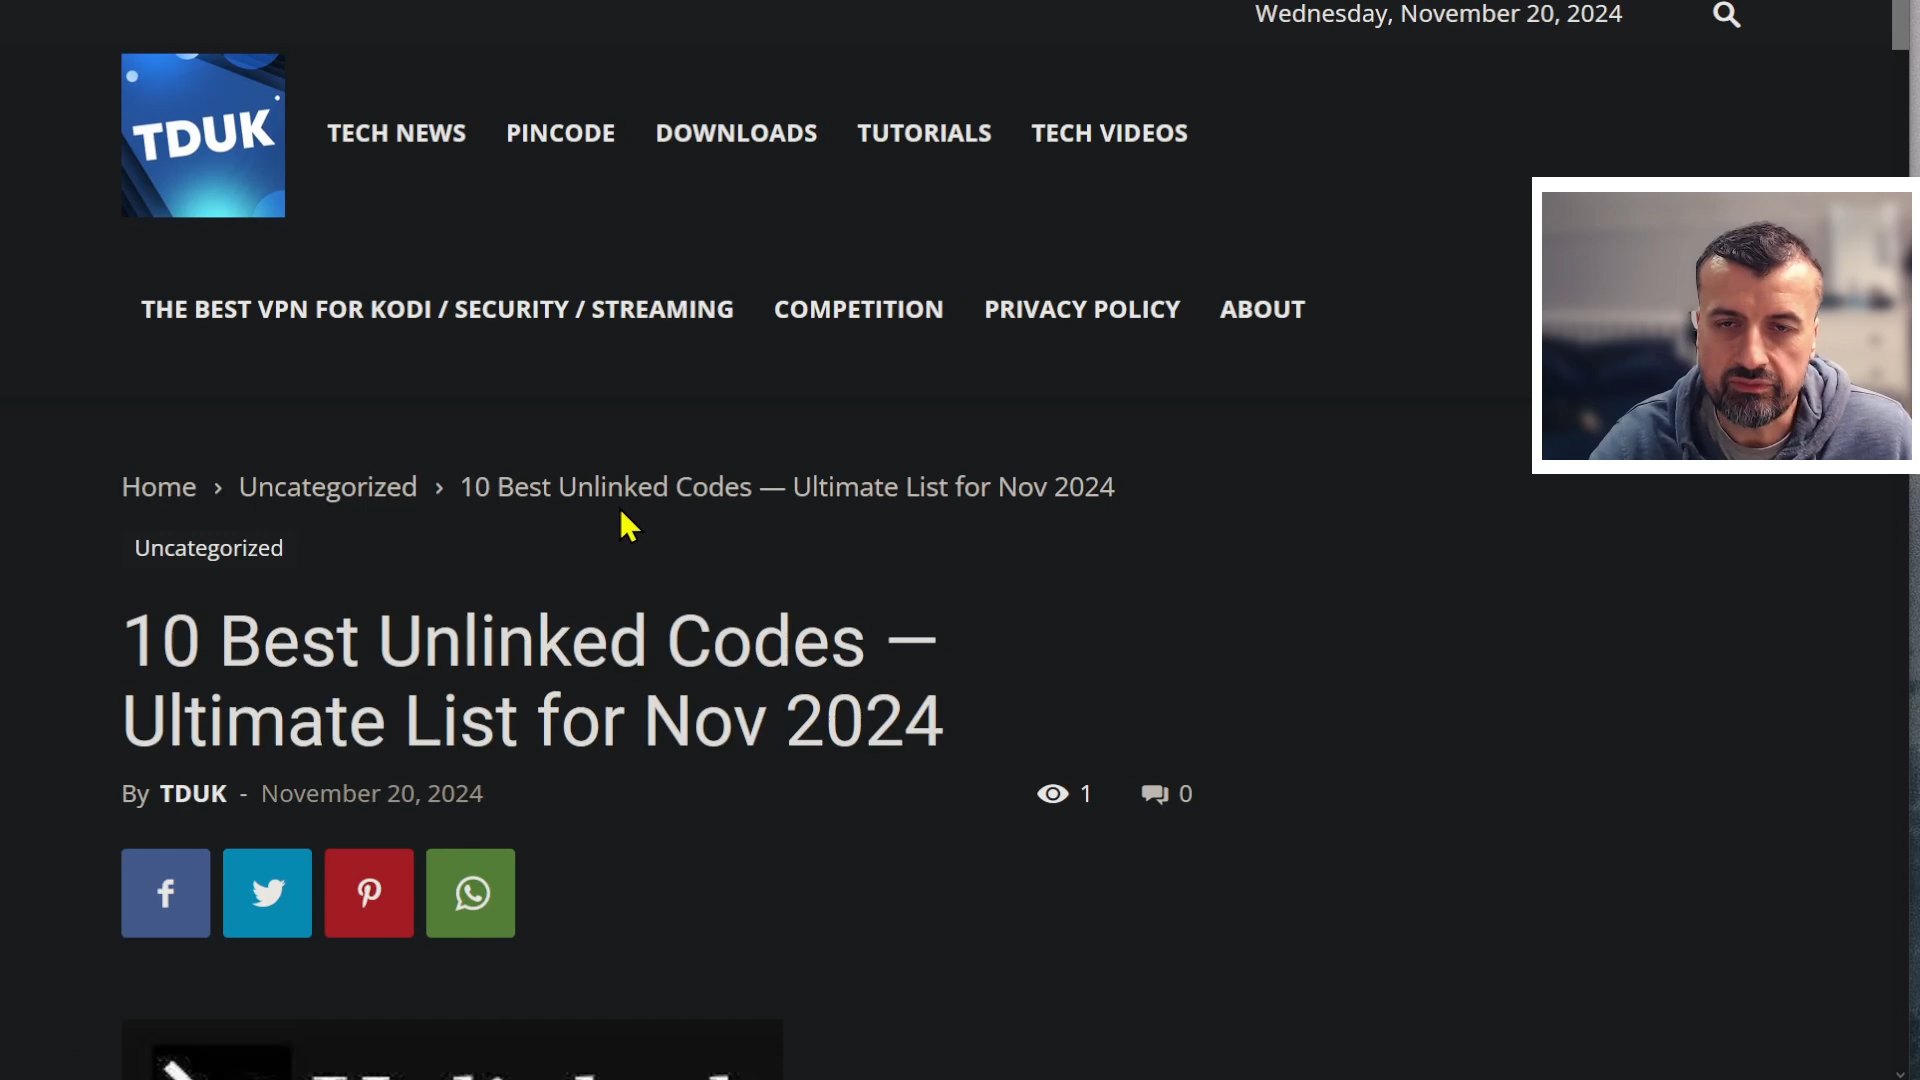 Wednesday, November 20, 2024
TDUK
TECH NEWS PINCODE DOWNLOADS TUTORIALS TECH VIDEOS
THE BEST VPN FOR KODI / SECURITY / STREAMING COMPETITION PRIVACY POLICY ABOUT
Home › Uncategorized › 10 Best Unlinked Codes — Ultimate List for Nov 2024
Uncategorized
10 Best Unlinked Codes —
Ultimate List for Nov 2024
By TDUK - November 20, 2024 1 0